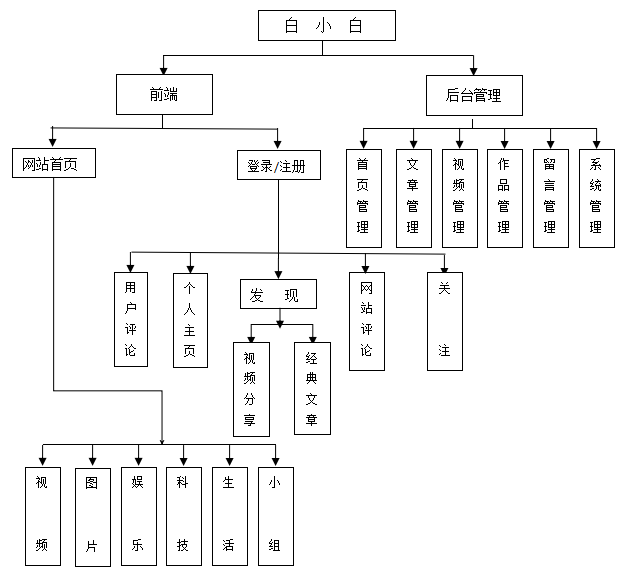 白 小 白
前端
后台管理
网站首页
登录/注册
首页管理
文章管理
视频管理
作品管理
留言管理
系统管理
用户评论
个人主页
发 现
网站评论
关 注
视频分享
经典文章
视 频
图 片
娱 乐
科 技
生 活
小 组